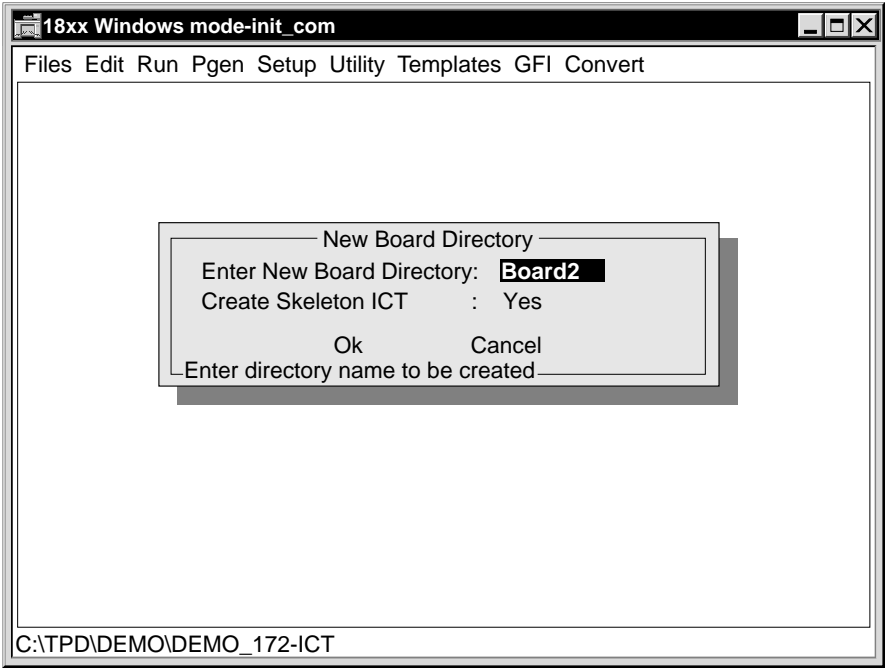 18xx Windows mode-init_com
Files Edit Run Pgen Setup Utility Templates GFI Convert
New Board Directory
Enter New Board Directory: Board2
Create Skeleton ICT : Yes
Ok Cancel
Enter directory name to be created
C:\TPD\DEMO\DEMO_172-ICT